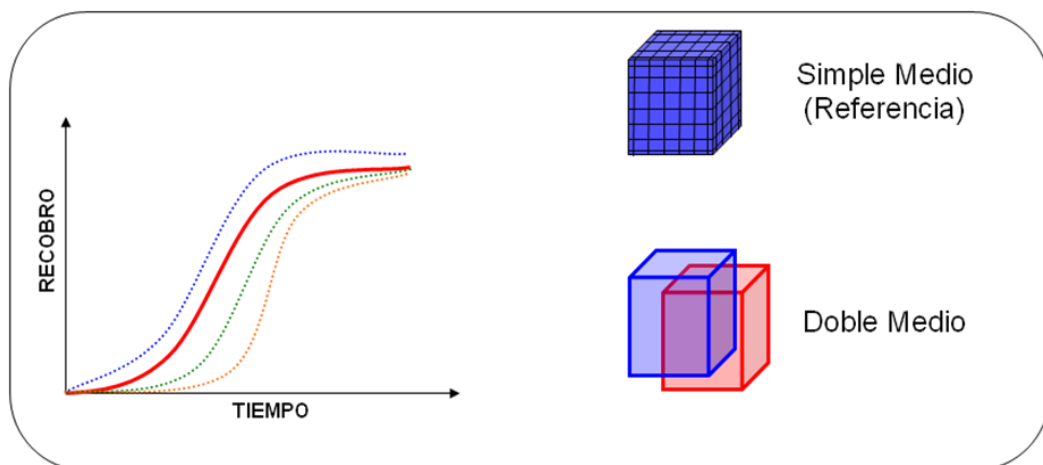 Simple Medio
(Referencia)
RECOBRO
Doble Medio
TIEMPO